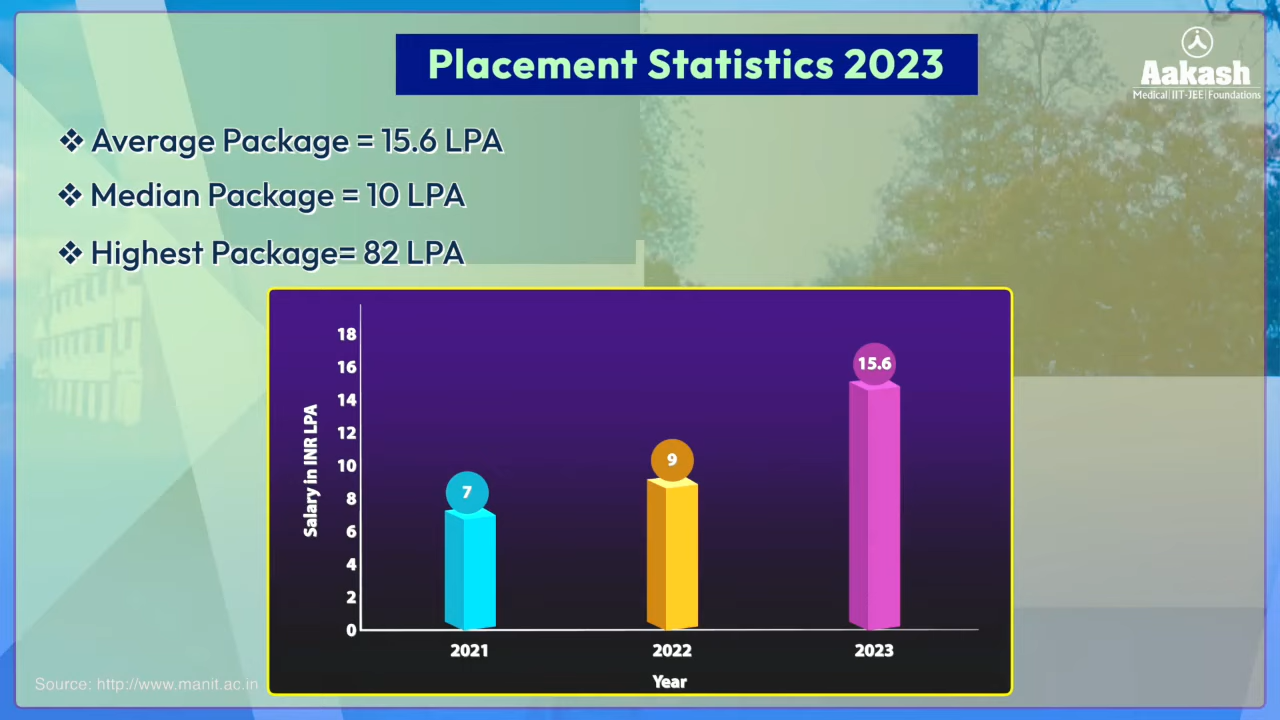 Placement Statistics 2023
Aakash
Medical|IIT-JEE|Foundations
❖ Average Package = 15.6 LPA
❖ Median Package = 10 LPA
❖ Highest Package= 82 LPA
18
16
14
12
10
8
6
4
2
0
Salary in INR LPA
7
9
15.6
2021
2022
2023
Year
Source: http://www.manit.ac.in